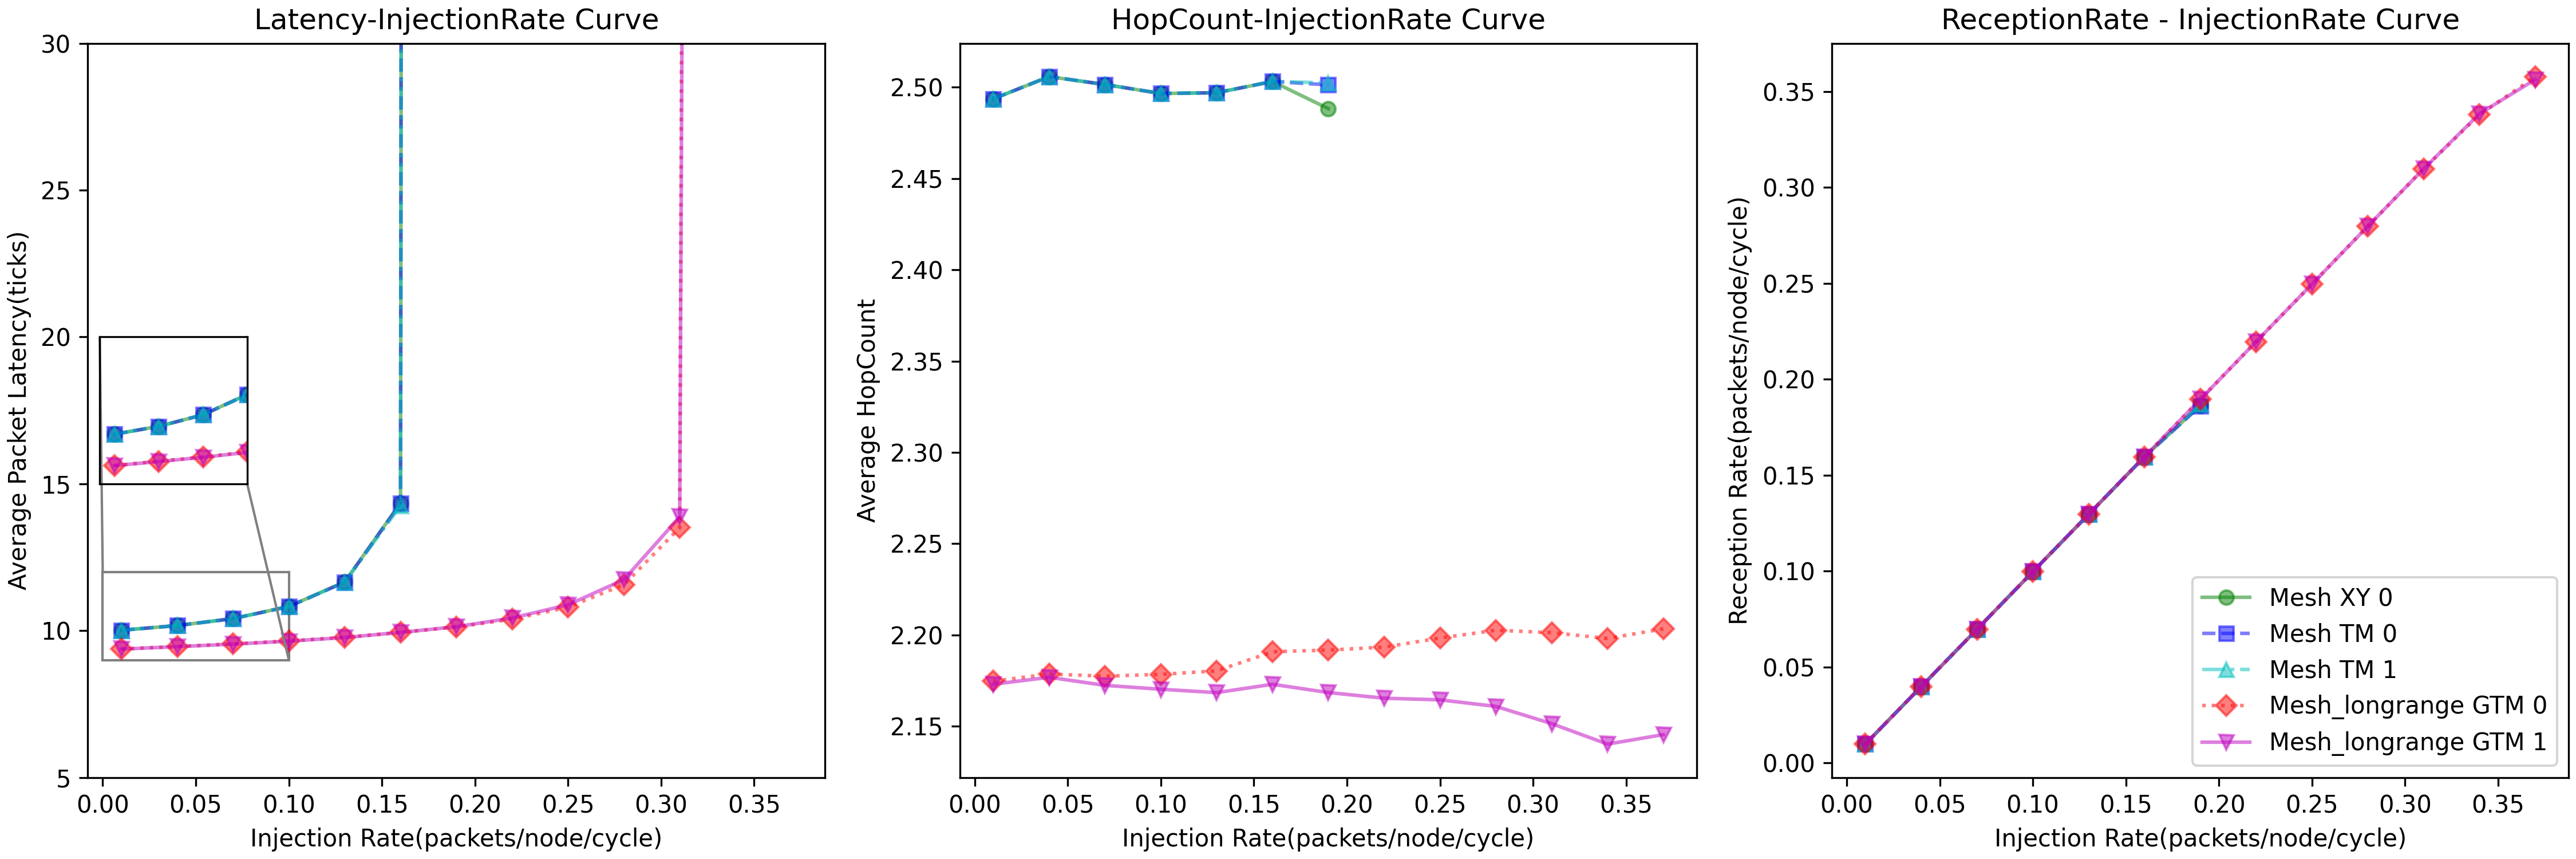 Latency-InjectionRate Curve
Average Packet Latency(ticks)
30
25
20
15
10
5
0.00 0.05 0.10 0.15 0.20 0.25 0.30 0.35
Injection Rate(packets/node/cycle)
HopCount-InjectionRate Curve
Average HopCount
2.50
2.45
2.40
2.35
2.30
2.25
2.20
2.15
0.00 0.05 0.10 0.15 0.20 0.25 0.30 0.35
Injection Rate(packets/node/cycle)
ReceptionRate - InjectionRate Curve
Reception Rate(packets/node/cycle)
0.35
0.30
0.25
0.20
0.15
0.10
0.05
0.00
0.00 0.05 0.10 0.15 0.20 0.25 0.30 0.35
Injection Rate(packets/node/cycle)
Mesh XY 0
Mesh TM 0
Mesh TM 1
Mesh_longrange GTM 0
Mesh_longrange GTM 1